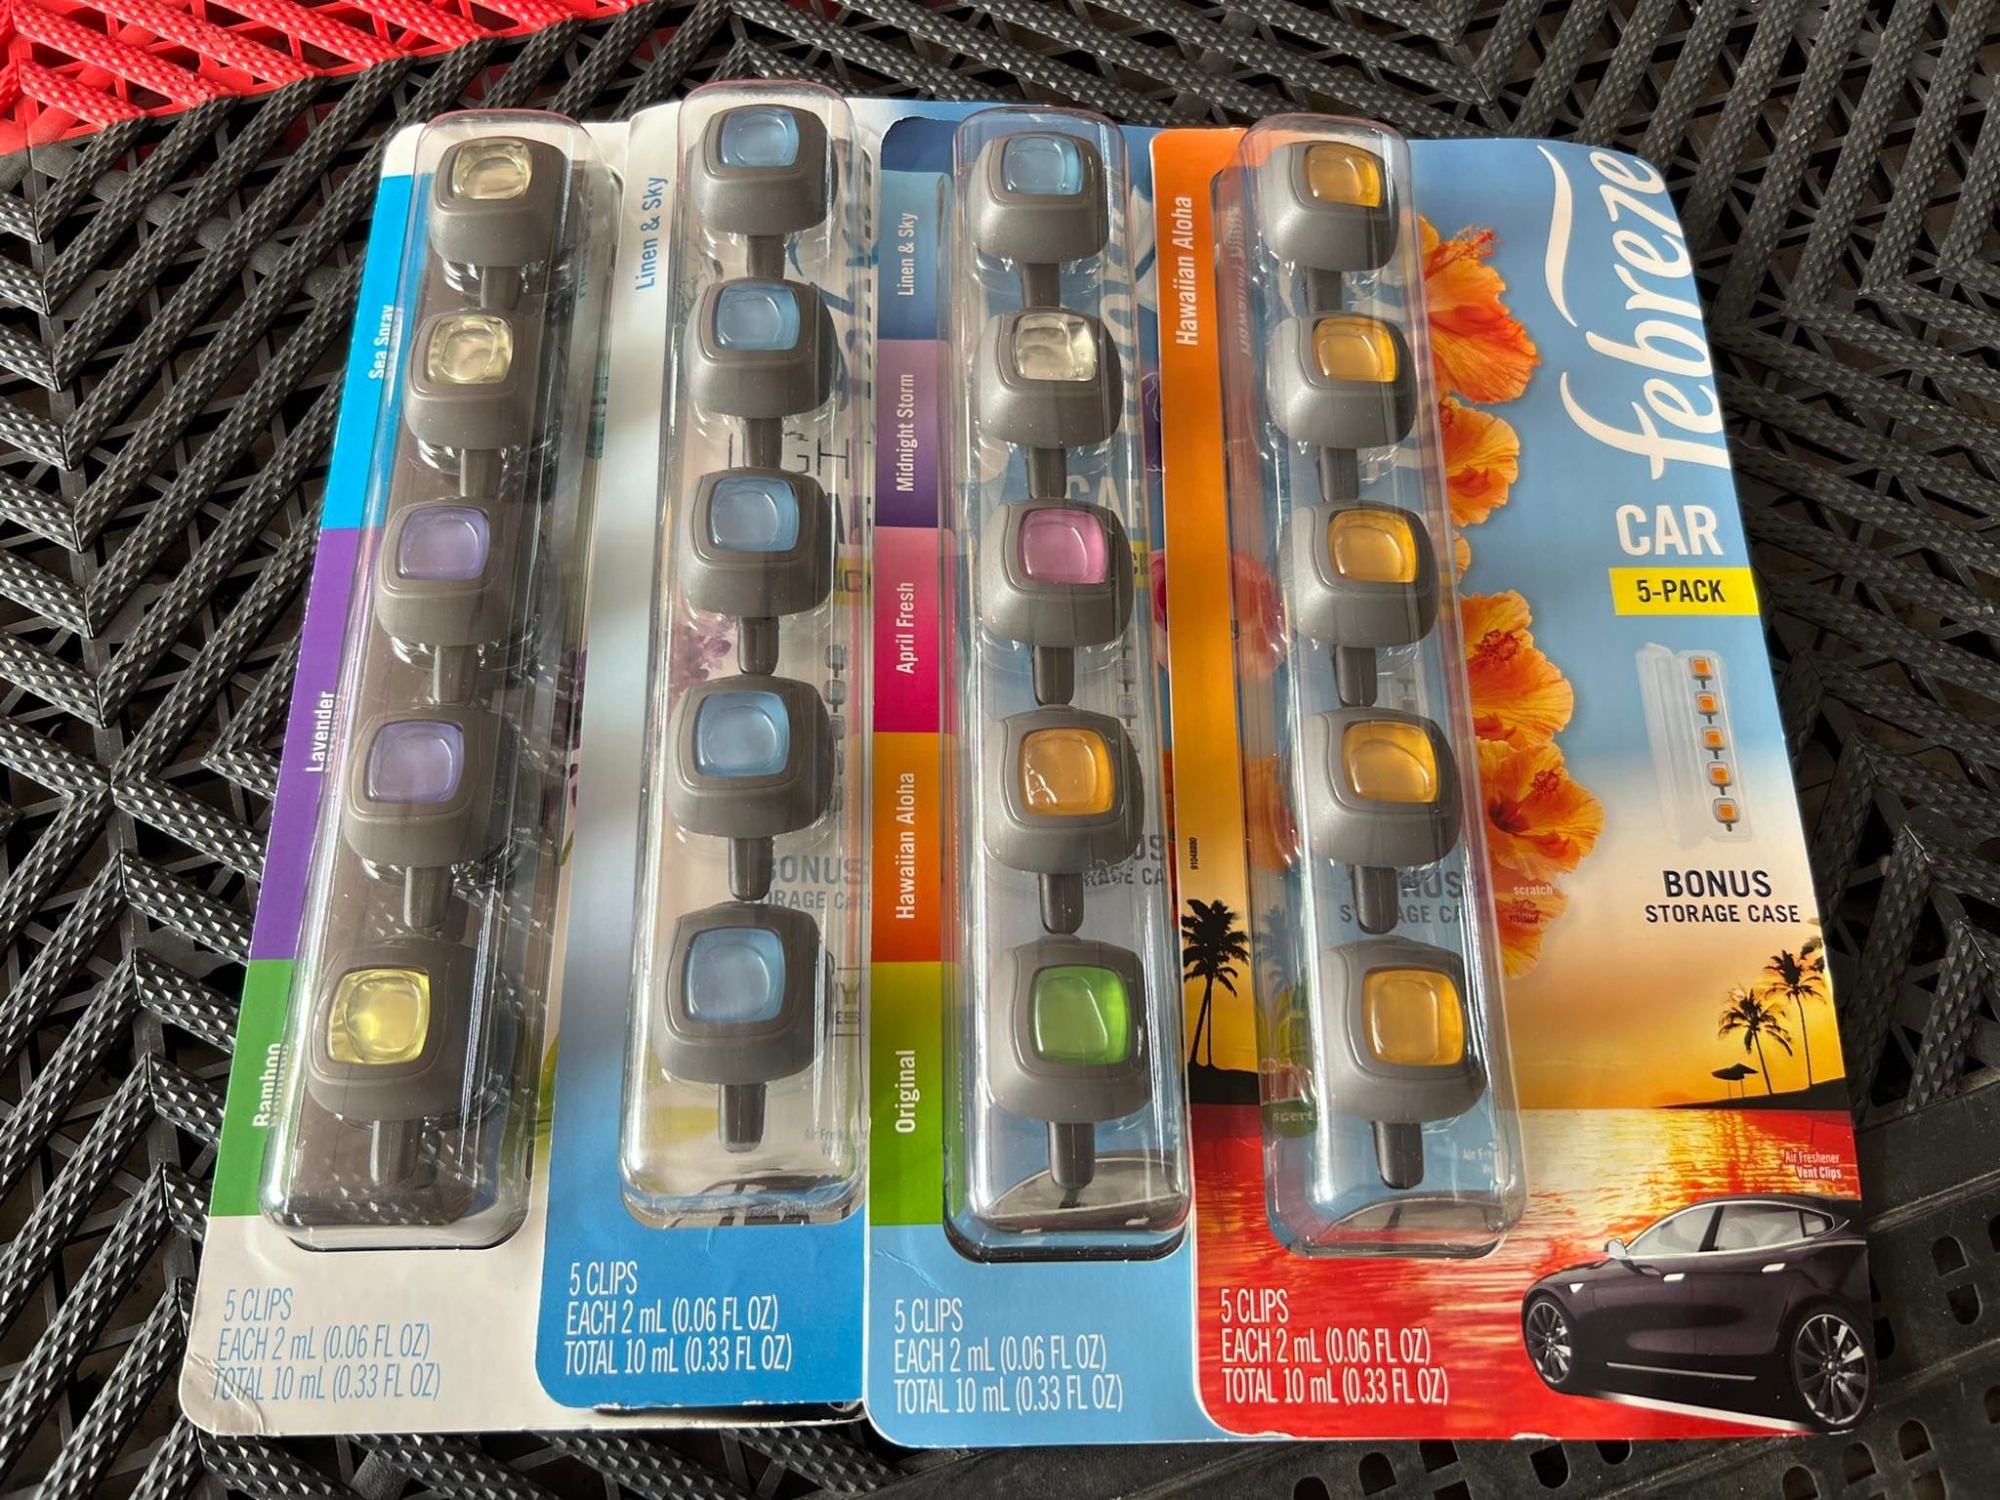 Sea Spray
Lavender
Bamboo
5 CLIPS
EACH 2 mL (0.06 FL OZ)
TOTAL 10 mL (0.33 FL OZ)
Linen & Sky
BONUS
5 CLIPS
EACH 2 mL (0.06 FL OZ)
TOTAL 10 mL (0.33 FL OZ)
Linen & Sky
Midnight Storm
April Fresh
Hawaiian Aloha
Original
CAR
5 CLIPS
EACH 2 mL (0.06 FL OZ)
TOTAL 10 mL (0.33 FL OZ)
Hawaiian Aloha
febreze
CAR
5-PACK
scratch
BONUS
STORAGE CASE
Air Freshener
Vent Clips
5 CLIPS
EACH 2 mL (0.06 FL OZ)
TOTAL 10 mL (0.33 FL OZ)